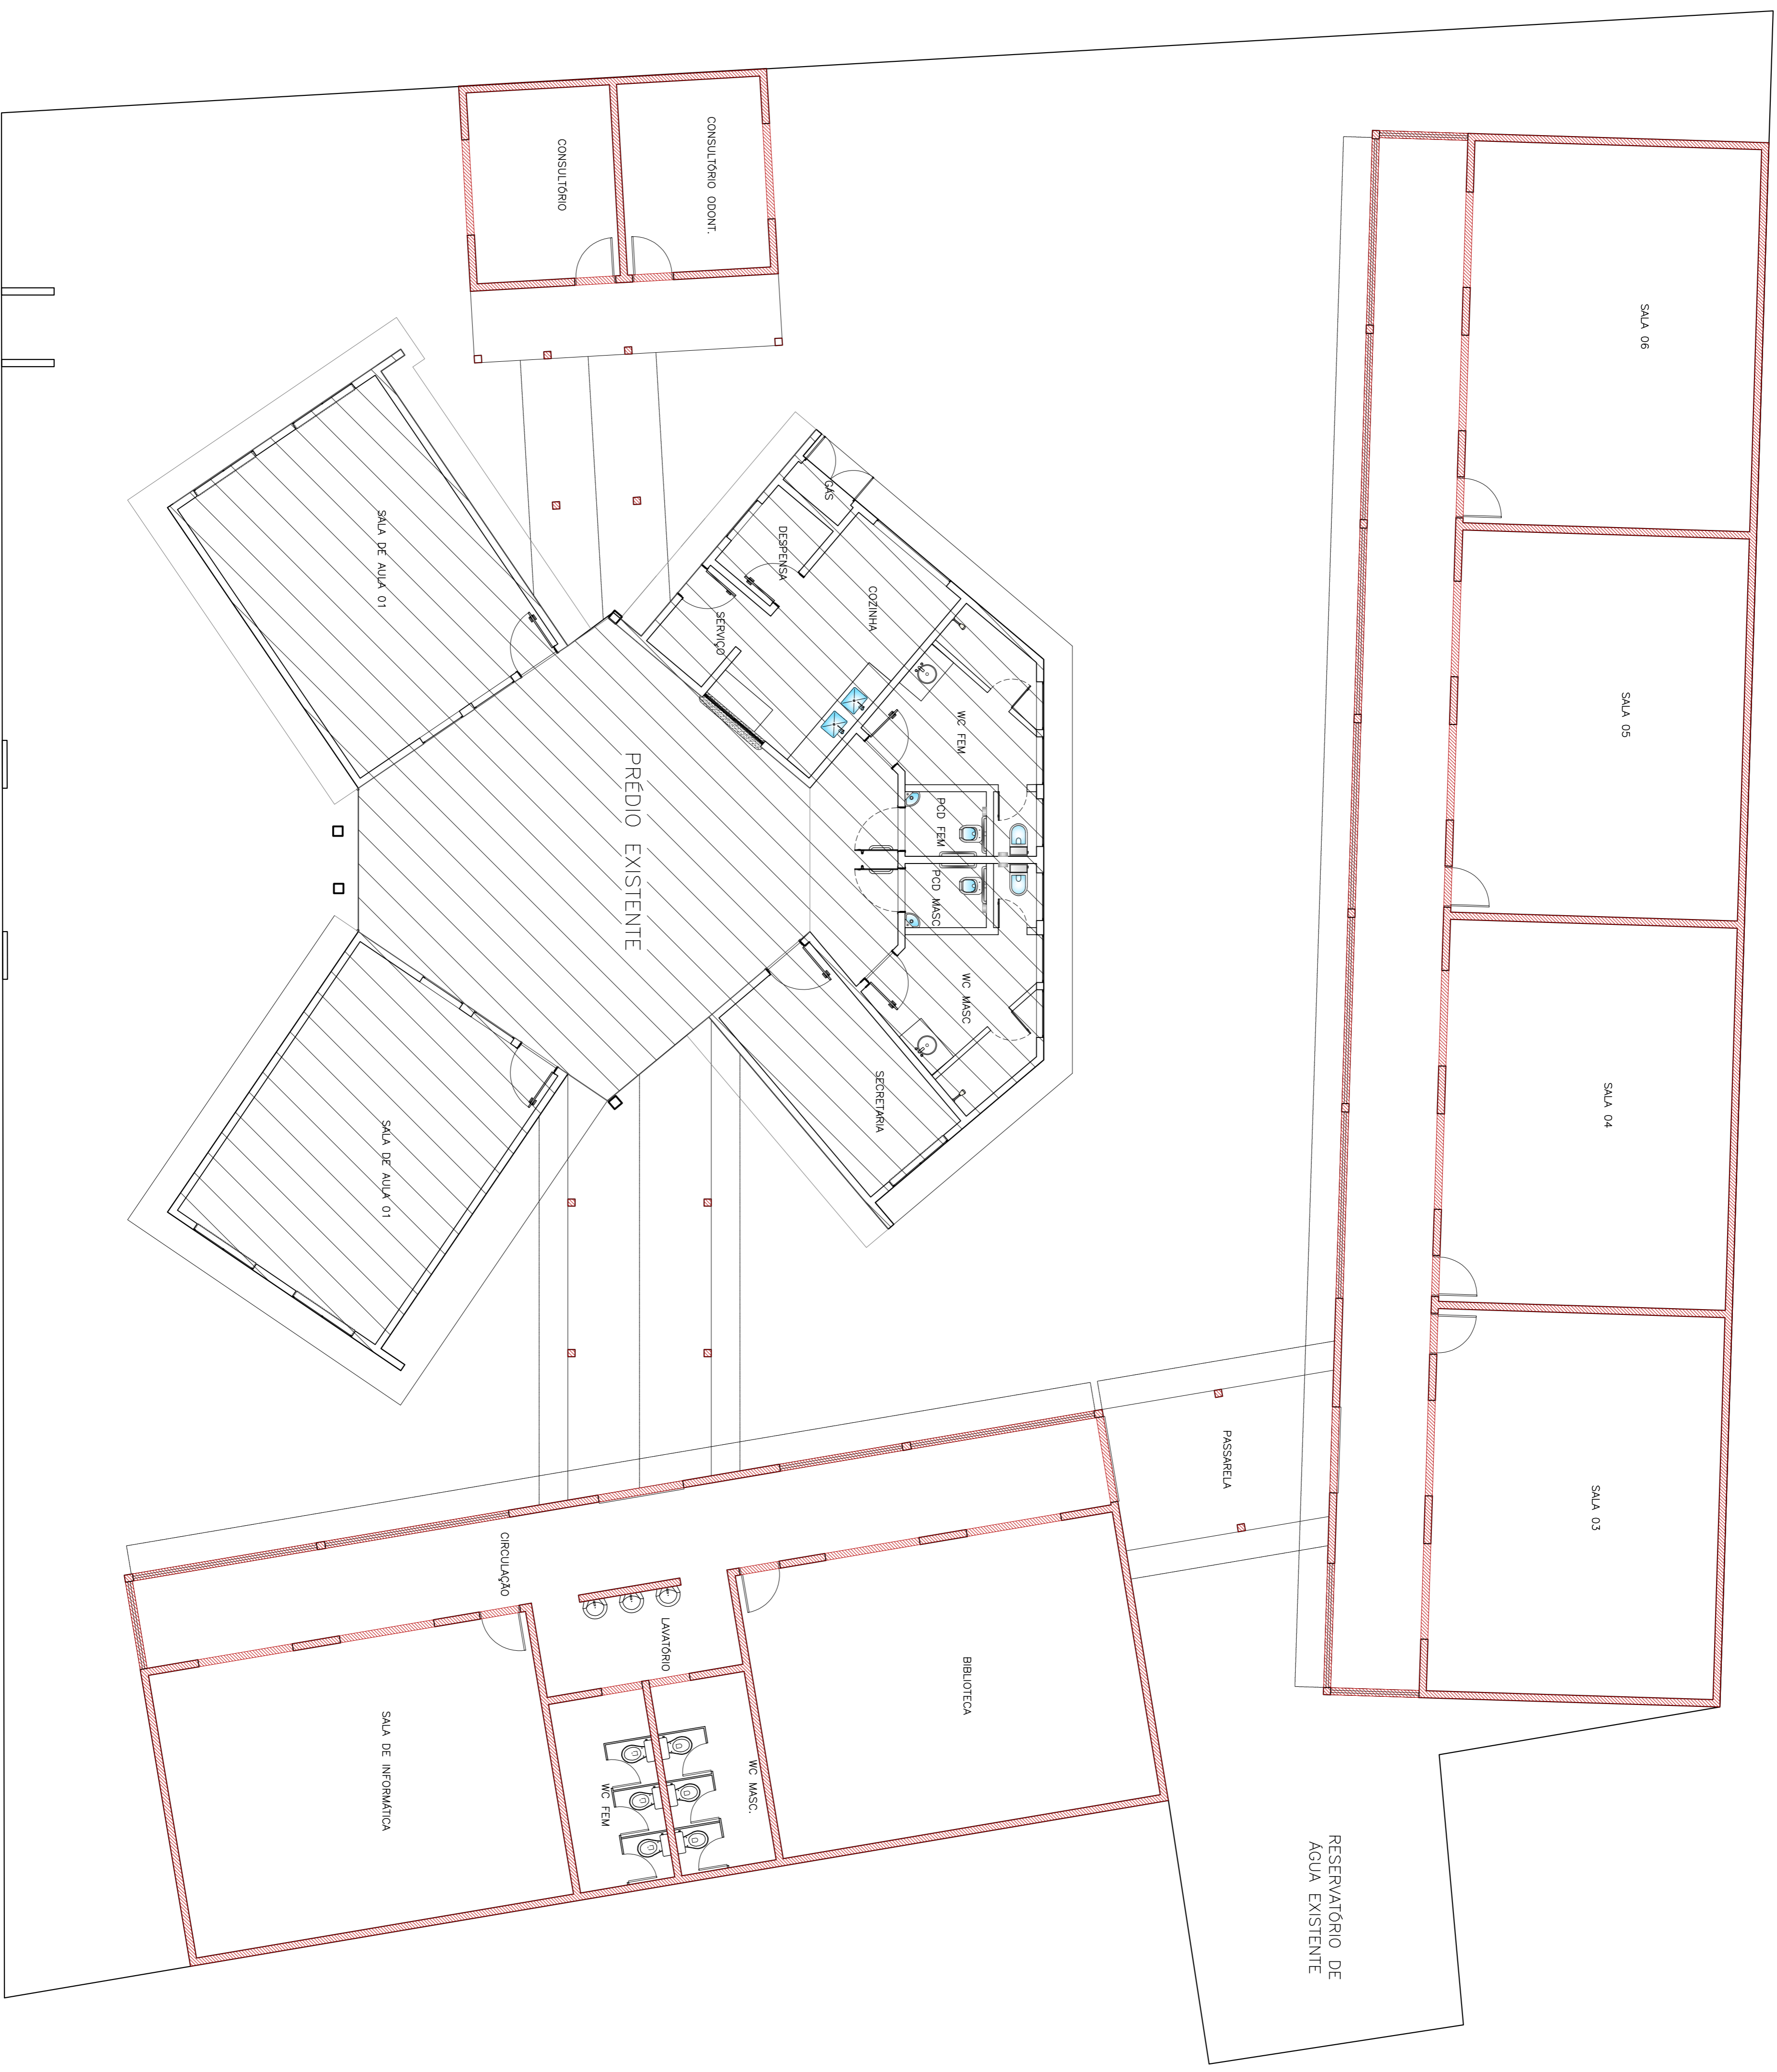 SALA 06
SALA 05
SALA 04
SALA 03
CONSULTÓRIO ODONT.
CONSULTÓRIO
GÁS
DESPENSA
COZINHA
SERVIÇO
WC FEM
PCD FEM
PCD MASC
WC MASC
SECRETARIA
PRÉDIO EXISTENTE
SALA DE AULA 01
SALA DE AULA 01
PASSARELA
CIRCULAÇÃO
LAVATÓRIO
BIBLIOTECA
WC MASC.
WC FEM
SALA DE INFORMÁTICA
RESERVATÓRIO DE
ÁGUA EXISTENTE